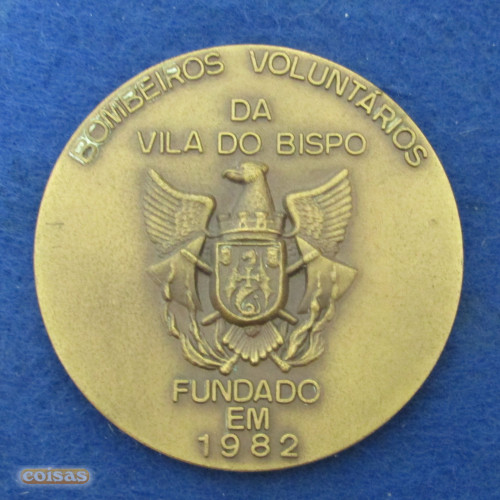 BOMBEIROS VOLUNTÁRIOS
DA
VILA DO BISPO
FUNDADO
EM
1982
coisas